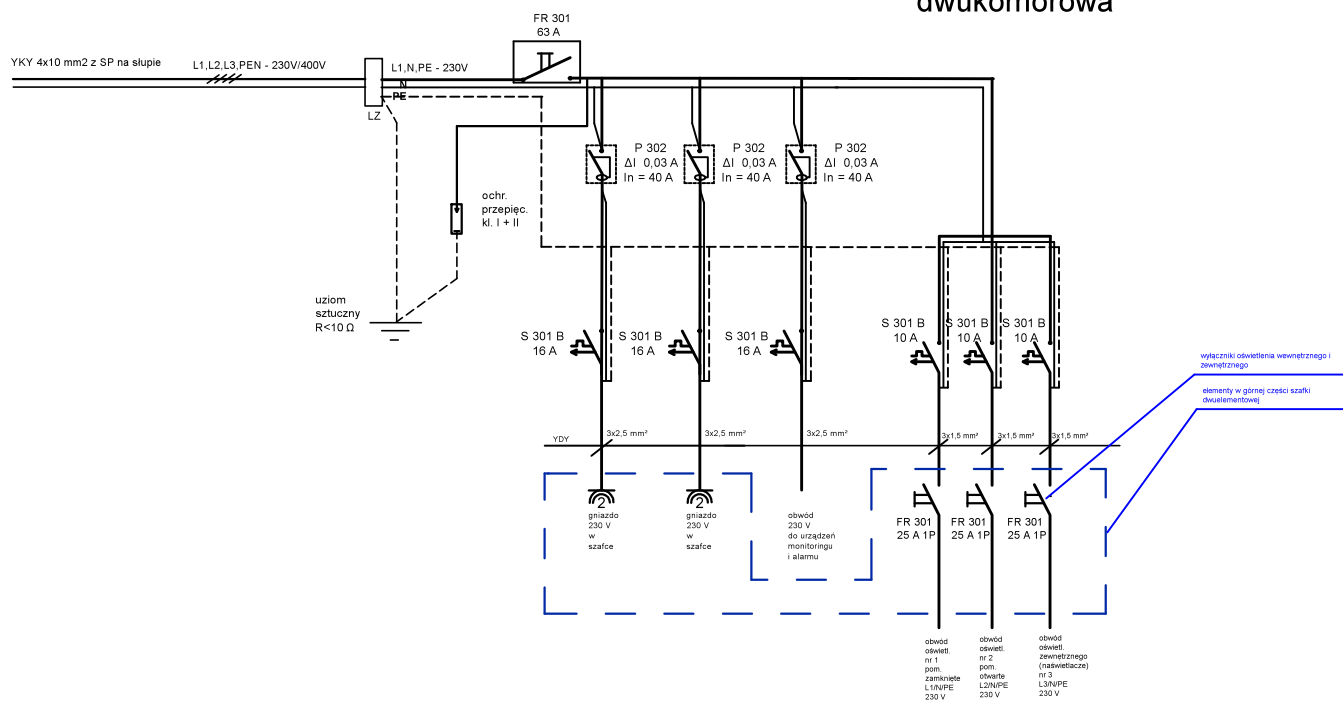 dwukomorowa
FR 301
63 A
YKY 4x10 mm2 z SP na słupie
L1,L2,L3,PEN - 230V/400V
L1,N,PE - 230V
N
PE
LZ
P 302
ΔI 0,03 A
In = 40 A
P 302
ΔI 0,03 A
In = 40 A
P 302
ΔI 0,03 A
In = 40 A
ochr.
przepięc.
kl. I + II
uziom
sztuczny
R<10 Ω
S 301 B
16 A
S 301 B
16 A
S 301 B
16 A
S 301 B
10 A
S 301 B
10 A
S 301 B
10 A
wyłączniki oświetlenia wewnętrznego i
zewnętrznego
elementy w górnej części szafki
dwuelementowej
YDY
3x2,5 mm²
3x2,5 mm²
3x2,5 mm²
3x1,5 mm²
3x1,5 mm²
3x1,5 mm²
2
gniazdo
230 V
w
szafce
2
gniazdo
230 V
w
szafce
obwód
230 V
do urządzeń
monitoringu
i alarmu
FR 301
25 A 1P
FR 301
25 A 1P
FR 301
25 A 1P
obwód
oświetl.
nr 1
pom.
zamknięte
L1/N/PE
230 V
obwód
oświetl.
nr 2
pom.
otwarte
L2/N/PE
230 V
obwód
oświetl.
zewnętrznego
(naświetlacze)
nr 3
L3/N/PE
230 V